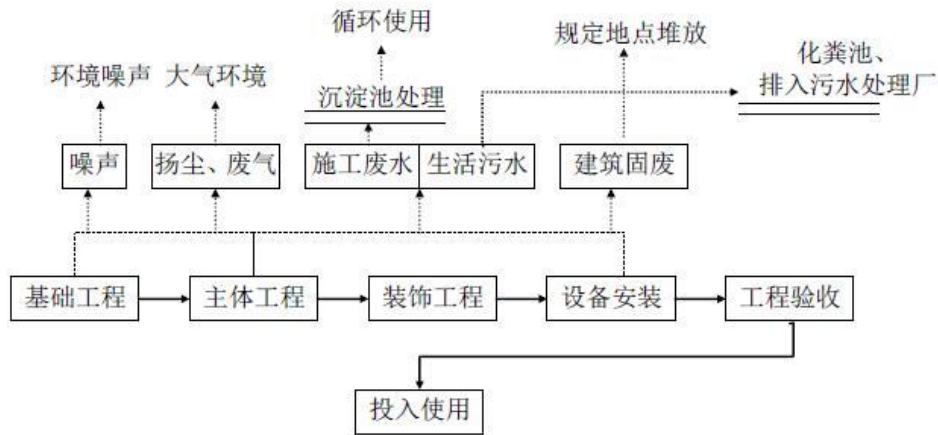 循环使用
规定地点堆放
化粪池、
排入污水处理厂
环境噪声
大气环境
沉淀池处理
噪声
扬尘、废气
施工废水
生活污水
建筑固废
基础工程
主体工程
装饰工程
设备安装
工程验收
投入使用